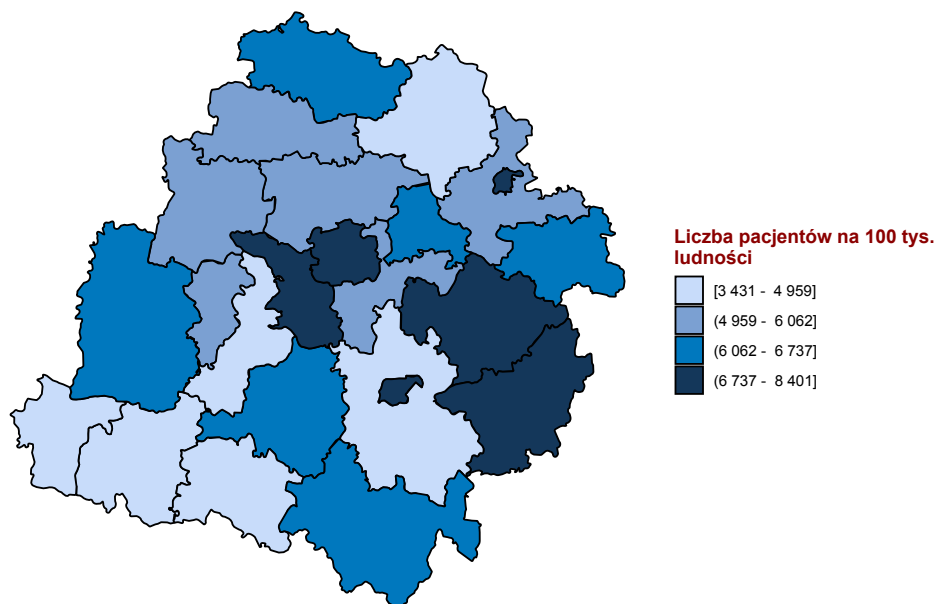 Liczba pacjentów na 100 tys.
ludności
[3 431 - 4 959]
(4 959 - 6 062]
(6 062 - 6 737]
(6 737 - 8 401]